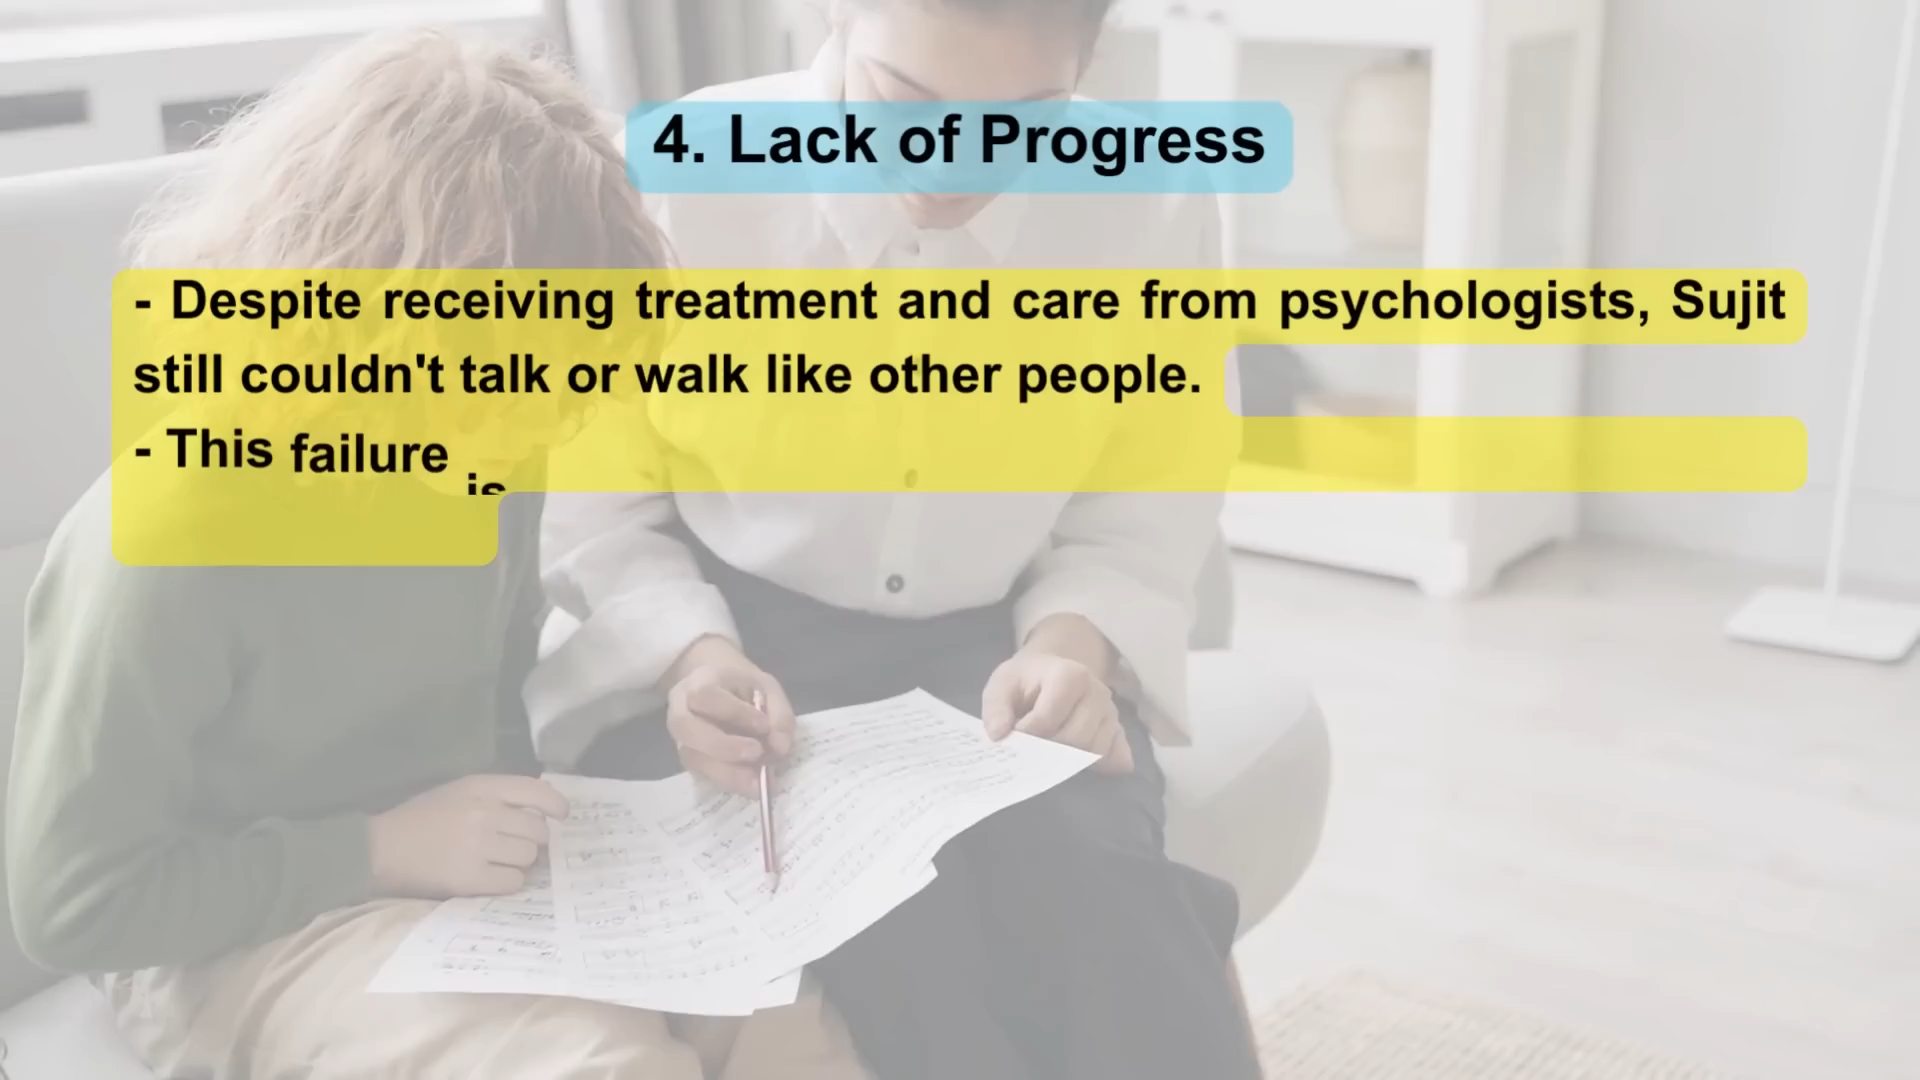 4. Lack of Progress
- Despite receiving treatment and care from psychologists, Sujit
still couldn't talk or walk like other people.
- This failure is